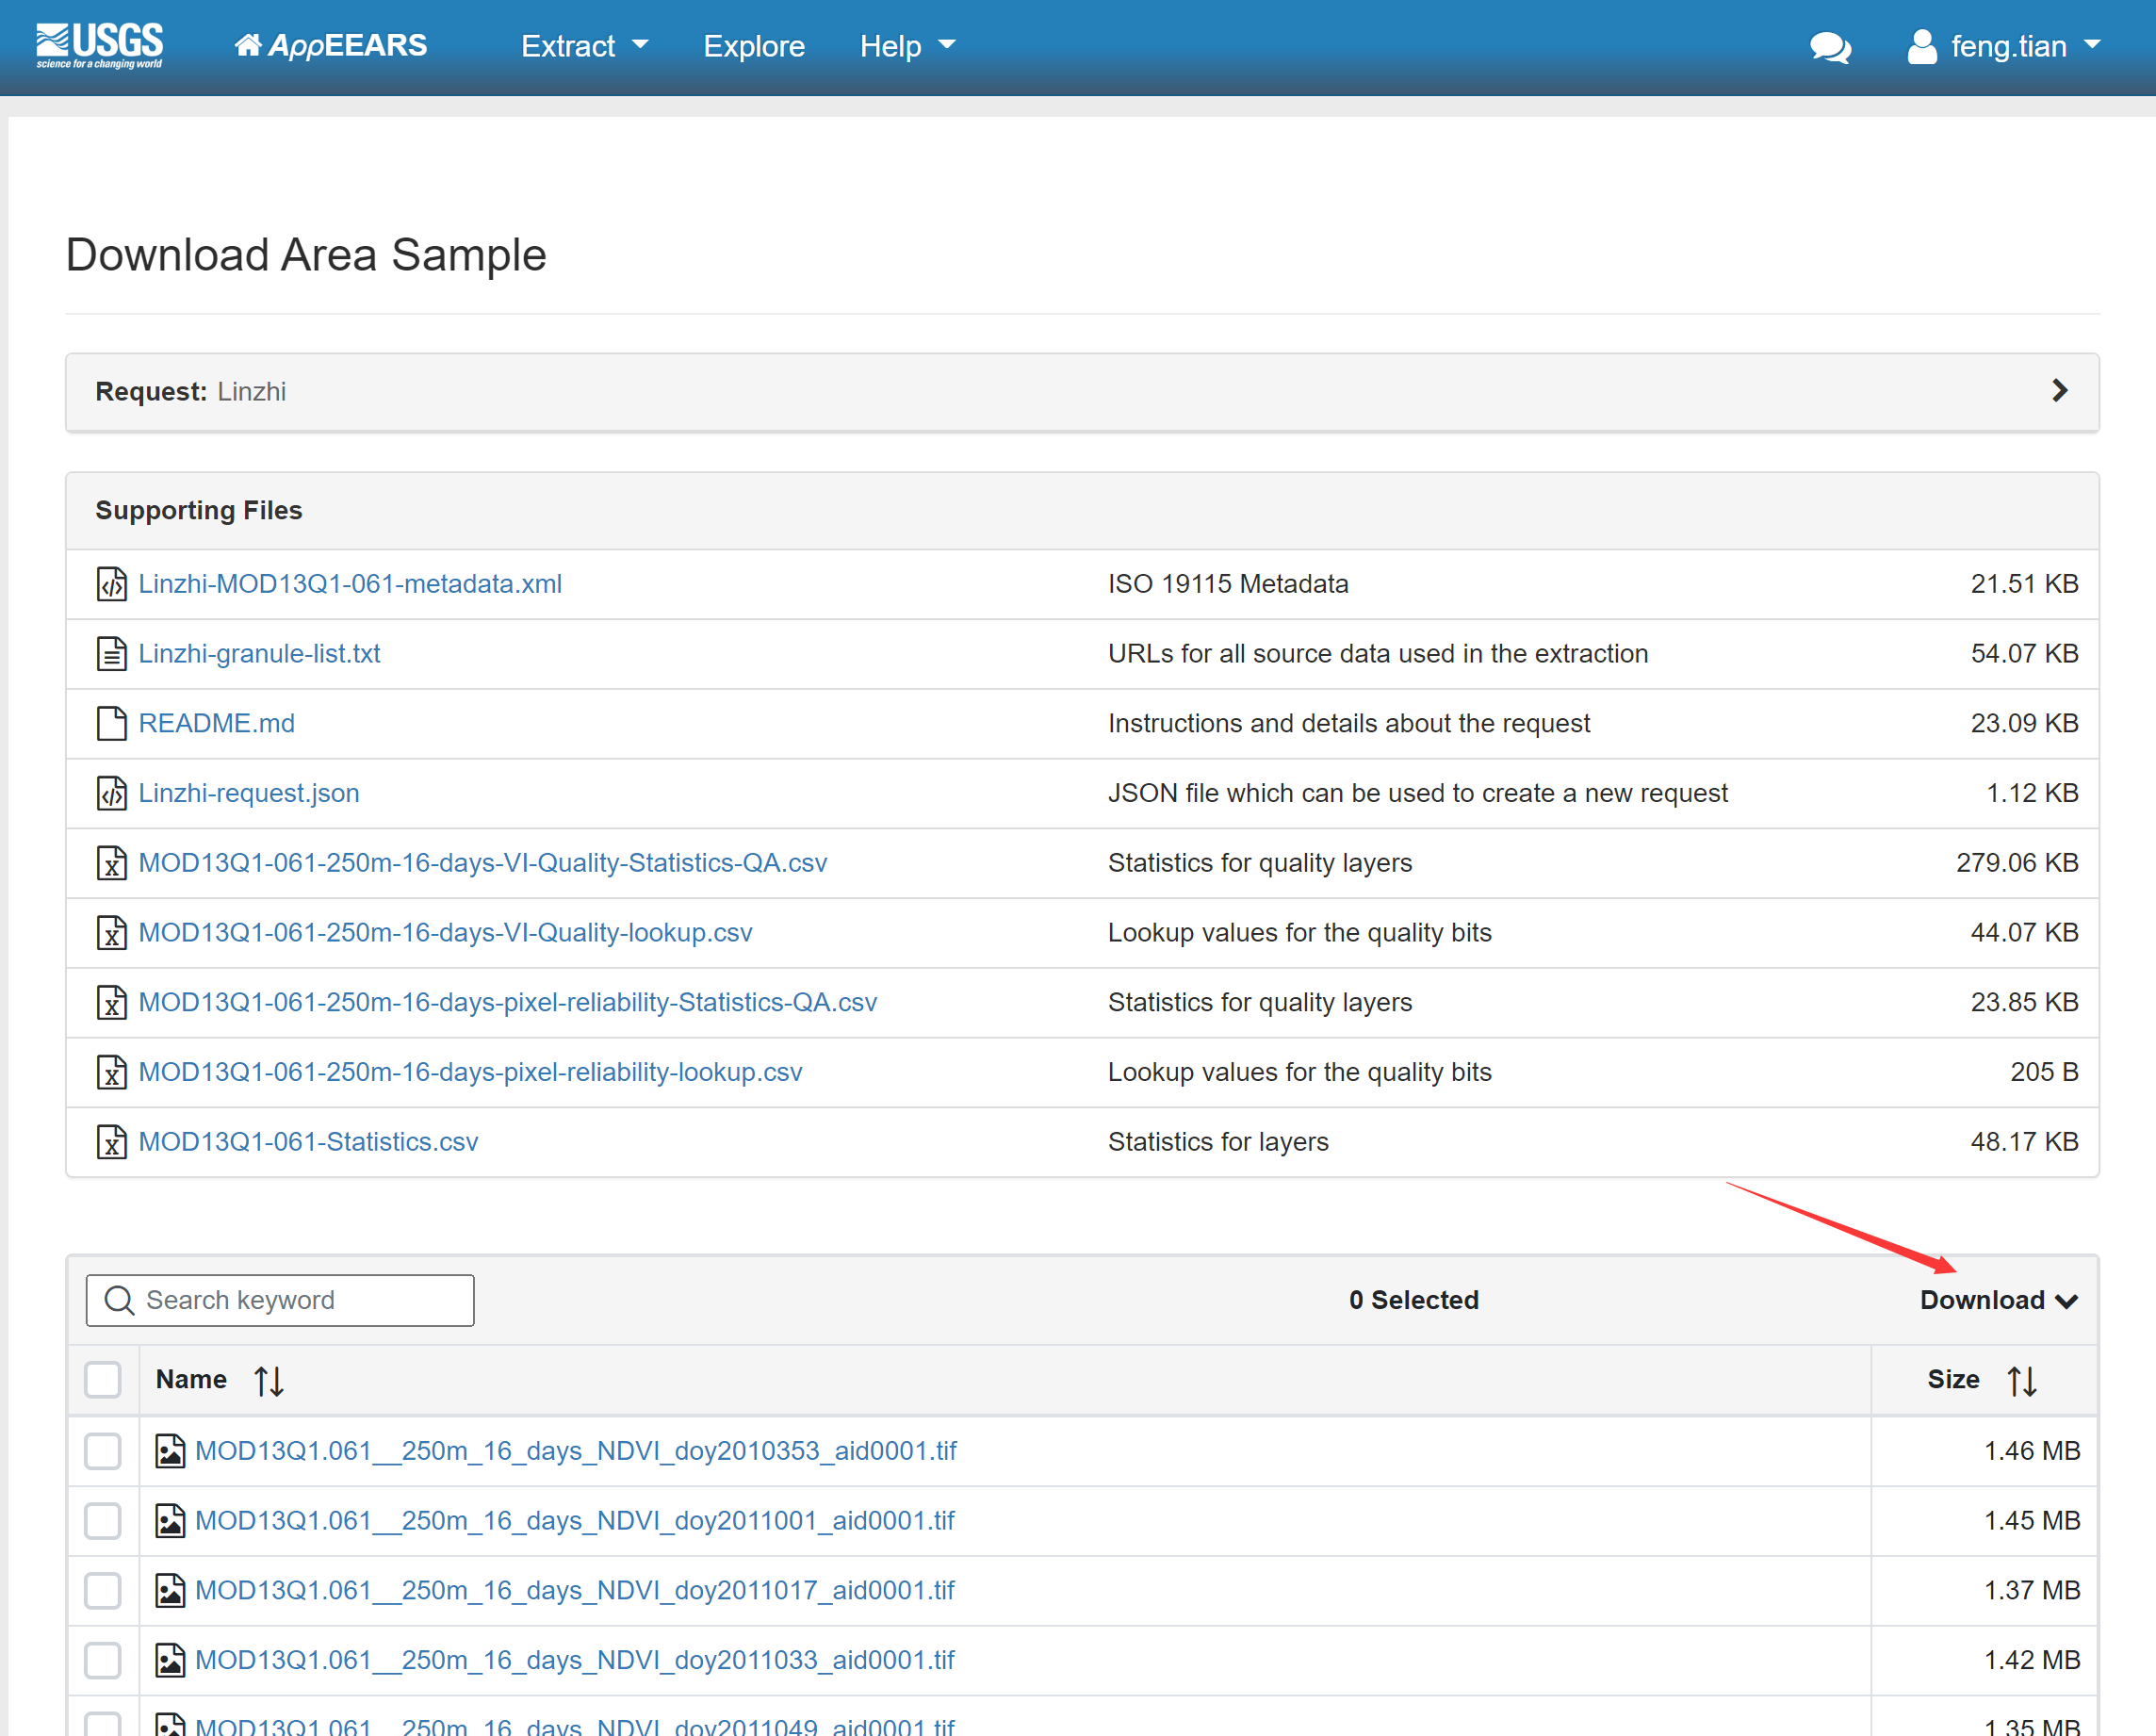 USGS
science for a changing world
AppEEARS
Extract
Explore
Help
feng.tian
Download Area Sample
Request: Linzhi
Supporting Files
Linzhi-MOD13Q1-061-metadata.xml ISO 19115 Metadata 21.51 KB
Linzhi-granule-list.txt URLs for all source data used in the extraction 54.07 KB
README.md Instructions and details about the request 23.09 KB
Linzhi-request.json JSON file which can be used to create a new request 1.12 KB
MOD13Q1-061-250m-16-days-VI-Quality-Statistics-QA.csv Statistics for quality layers 279.06 KB
MOD13Q1-061-250m-16-days-VI-Quality-lookup.csv Lookup values for the quality bits 44.07 KB
MOD13Q1-061-250m-16-days-pixel-reliability-Statistics-QA.csv Statistics for quality layers 23.85 KB
MOD13Q1-061-250m-16-days-pixel-reliability-lookup.csv Lookup values for the quality bits 205 B
MOD13Q1-061-Statistics.csv Statistics for layers 48.17 KB
Search keyword 0 Selected Download
Name Size
MOD13Q1.061__250m_16_days_NDVI_doy2010353_aid0001.tif 1.46 MB
MOD13Q1.061__250m_16_days_NDVI_doy2011001_aid0001.tif 1.45 MB
MOD13Q1.061__250m_16_days_NDVI_doy2011017_aid0001.tif 1.37 MB
MOD13Q1.061__250m_16_days_NDVI_doy2011033_aid0001.tif 1.42 MB
MOD13Q1.061__250m_16_days_NDVI_doy2011049_aid0001.tif 1.35 MB